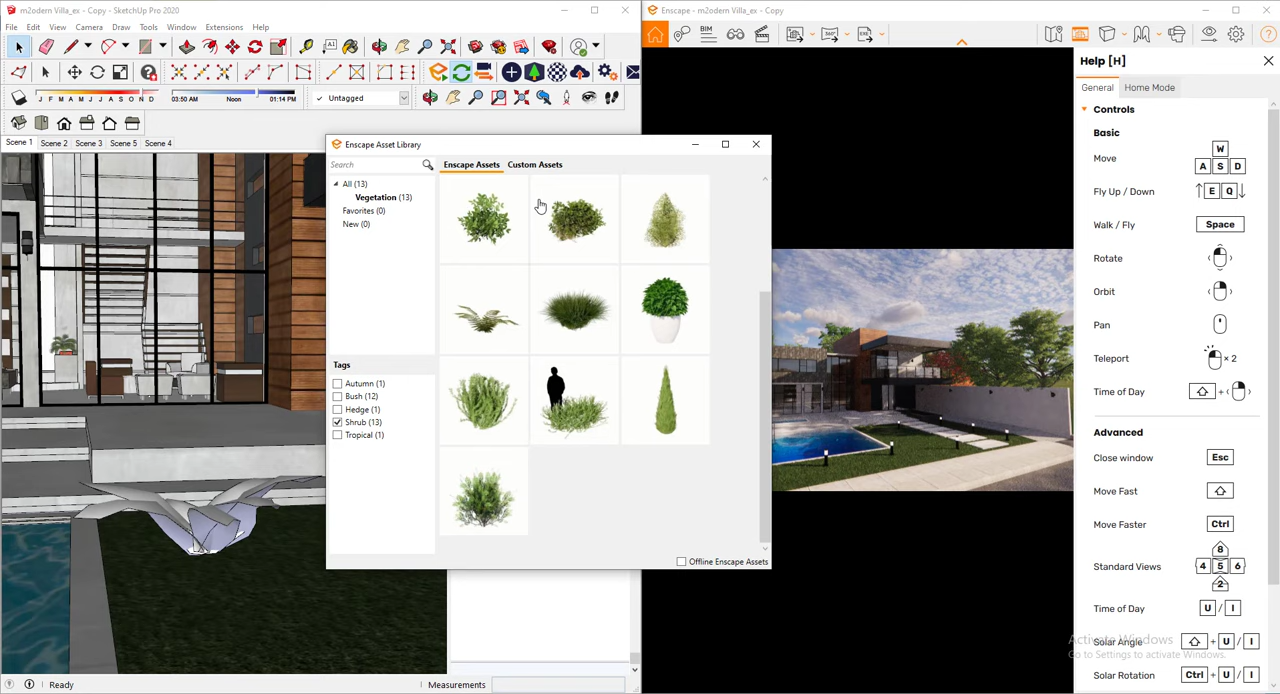 m2odern Villa_ex - Copy - SketchUp Pro 2020
File Edit View Camera Draw Tools Window Extensions Help
J F M A M J J A S O N D 03:50 AM Noon 01:14 PM Untagged
Scene 1 Scene 2 Scene 3 Scene 5 Scene 4
Enscape Asset Library
Search
Enscape Assets Custom Assets
All (13)
Vegetation (13)
Favorites (0)
New (0)
Tags
Autumn (1)
Bush (12)
Hedge (1)
Shrub (13)
Tropical (1)
Offline Enscape Assets
Ready
Measurements
Enscape - m2odern Villa_ex - Copy
BIM
Help [H]
General Home Mode
Controls
Basic
Move W A S D
Fly Up / Down E Q
Walk / Fly Space
Rotate
Orbit
Pan
Teleport × 2
Time of Day +
Advanced
Close window Esc
Move Fast
Move Faster Ctrl
Standard Views 8 4 5 6 2
Time of Day U / I
Solar Angle + U / I
Solar Rotation Ctrl + U / I
Activate Windows
Go to Settings to activate Windows.